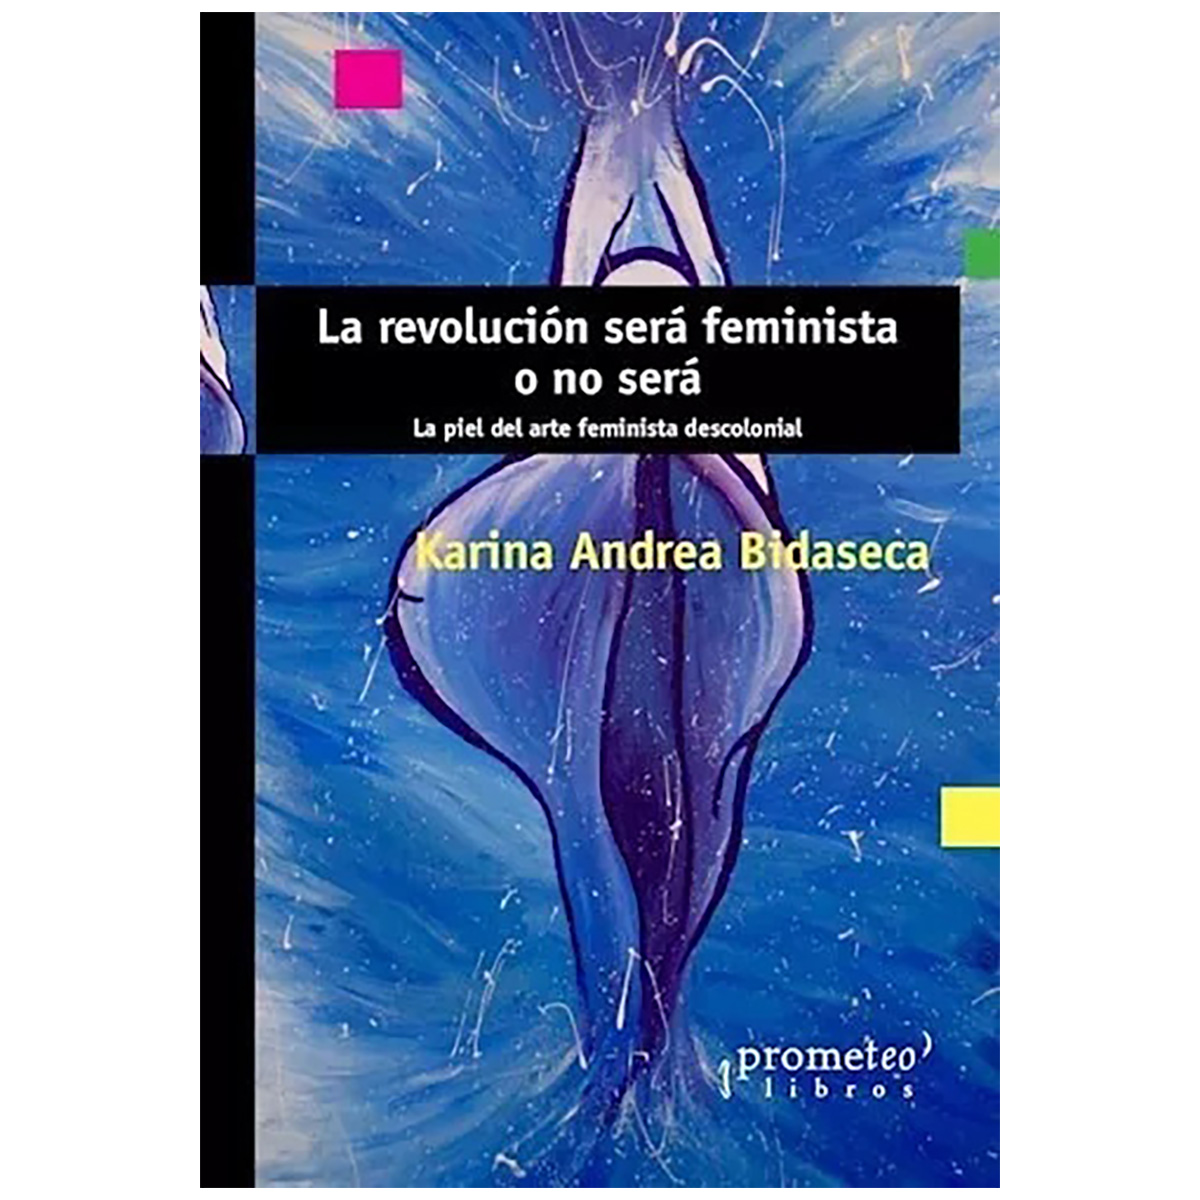 La revolución será feminista
o no será
La piel del arte feminista descolonial
Karina Andrea Bidaseca
prometeo
libros